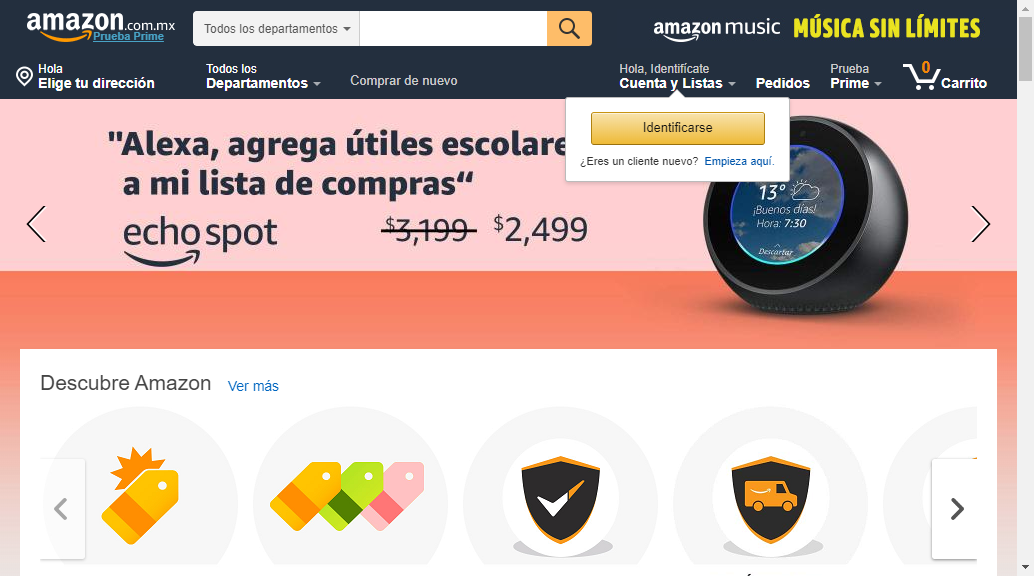 amazon.com.mx
Prueba Prime
Todos los departamentos
amazon music MÚSICA SIN LÍMITES
Hola
Elige tu dirección
Todos los
Departamentos
Comprar de nuevo
Hola, Identifícate
Cuenta y Listas
Pedidos
Prueba
Prime
0
Carrito
Identificarse
¿Eres un cliente nuevo? Empieza aquí.
"Alexa, agrega útiles escolare
a mi lista de compras“
echo spot
$3,199 $2,499
13°
¡Buenos días!
Hora: 7:30
Descartar
Descubre Amazon Ver más